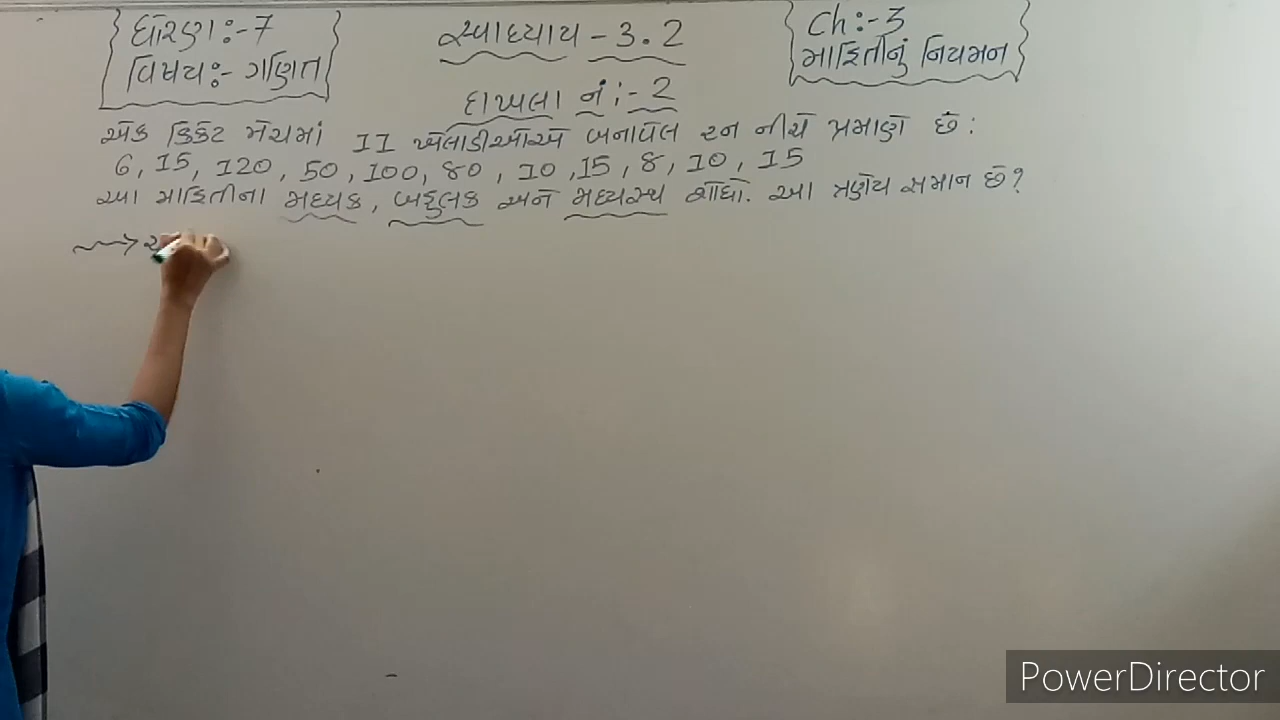 ધોરણ:-7
વિષય:- ગણિત
સ્વાધ્યાય - 3.2
Ch:-3
માહિતીનું નિયમન
દાખલા નં:- 2
એક ક્રિકેટ મેચમાં 11 ખેલાડીઓએ બનાવેલ રન નીચે પ્રમાણે છે:
6, 15, 120, 50, 100, 80, 10, 15, 8, 10, 15
આ માહિતીના મધ્યક, બહુલક અને મધ્યસ્થ શોધો. આ ત્રણેય સમાન છે?
PowerDirector